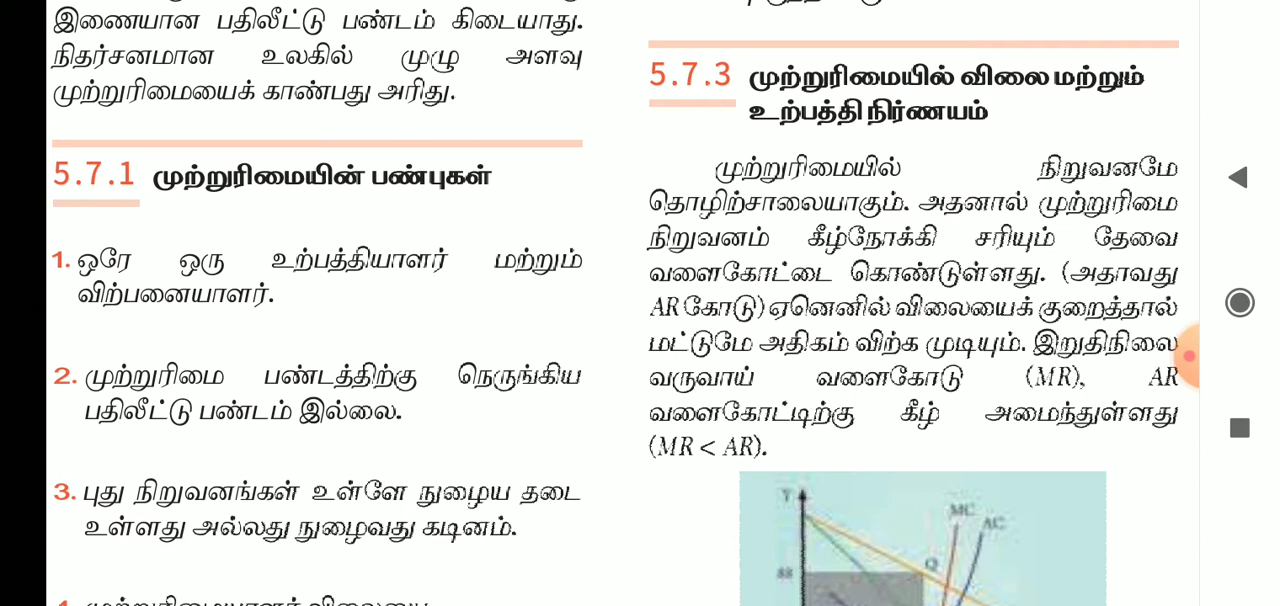 இணையான பதிலீட்டு பண்டம் கிடையாது.
நிதர்சனமான உலகில் முழு அளவு
முற்றுரிமையைக் காண்பது அரிது.
5.7.1 முற்றுரிமையின் பண்புகள்
1. ஒரே ஒரு உற்பத்தியாளர் மற்றும்
விற்பனையாளர்.
2. முற்றுரிமை பண்டத்திற்கு நெருங்கிய
பதிலீட்டு பண்டம் இல்லை.
3. புது நிறுவனங்கள் உள்ளே நுழைய தடை
உள்ளது அல்லது நுழைவது கடினம்.
5.7.3 முற்றுரிமையில் விலை மற்றும்
உற்பத்தி நிர்ணயம்
முற்றுரிமையில் நிறுவனமே
தொழிற்சாலையாகும். அதனால் முற்றுரிமை
நிறுவனம் கீழ்நோக்கி சரியும் தேவை
வளைகோட்டை கொண்டுள்ளது. (அதாவது
AR கோடு) ஏனெனில் விலையைக் குறைத்தால்
மட்டுமே அதிகம் விற்க முடியும். இறுதிநிலை
வருவாய் வளைகோடு (MR), AR
வளைகோட்டிற்கு கீழ் அமைந்துள்ளது
(MR < AR).
Y
MC
AC
Q